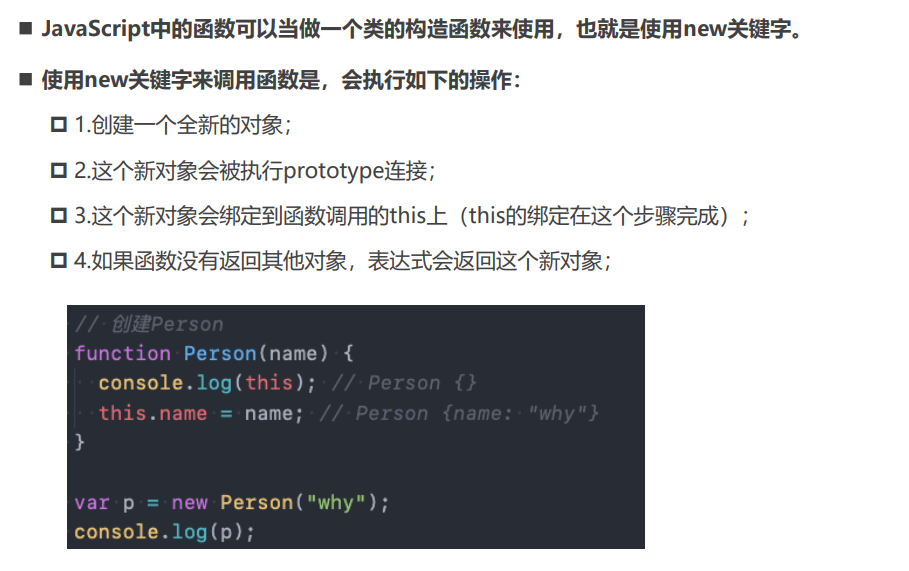 JavaScript中的函数可以当做一个类的构造函数来使用，也就是使用new关键字。
使用new关键字来调用函数是，会执行如下的操作：
1.创建一个全新的对象；
2.这个新对象会被执行prototype连接；
3.这个新对象会绑定到函数调用的this上（this的绑定在这个步骤完成）；
4.如果函数没有返回其他对象，表达式会返回这个新对象；
// 创建Person
function Person(name) {
  console.log(this); // Person {}
  this.name = name; // Person {name: "why"}
}
var p = new Person("why");
console.log(p);